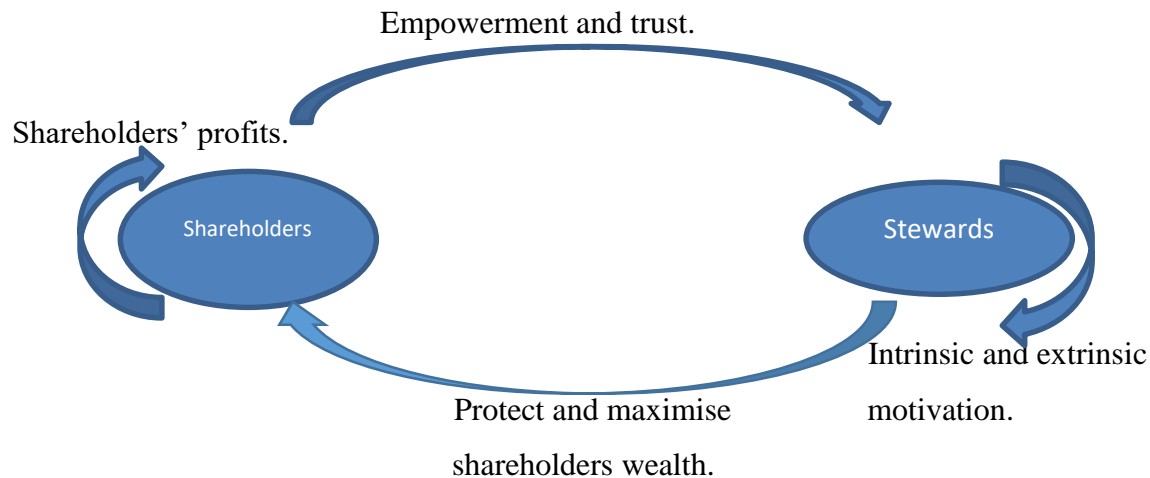 Empowerment and trust.
Shareholders’ profits.
Shareholders
Stewards
Intrinsic and extrinsic
motivation.
Protect and maximise
shareholders wealth.